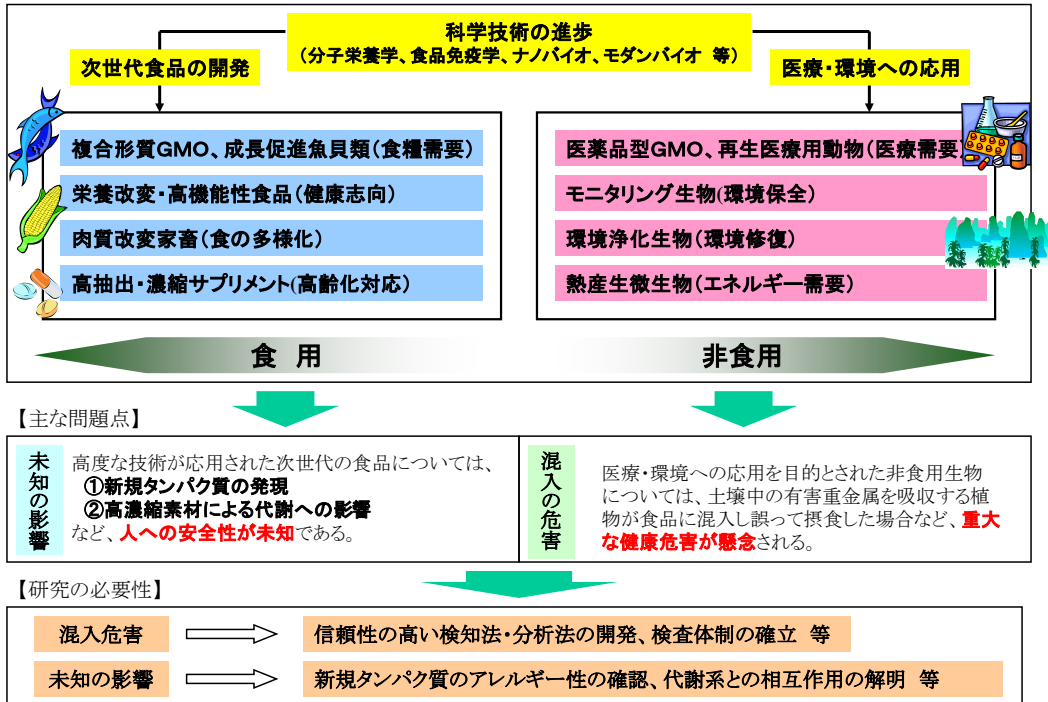 科学技術の進歩
(分子栄養学、食品免疫学、ナノバイオ、モダンバイオ 等)
次世代食品の開発
医療・環境への応用
複合形質GMO、成長促進魚貝類(食糧需要)
栄養改変・高機能性食品(健康志向)
肉質改変家畜(食の多様化)
高抽出・濃縮サプリメント(高齢化対応)
医薬品型GMO、再生医療用動物(医療需要)
モニタリング生物(環境保全)
環境浄化生物(環境修復)
熱産生微生物(エネルギー需要)
食 用
非食用
【主な問題点】
未知の影響
高度な技術が応用された次世代の食品については、
①新規タンパク質の発現
②高濃縮素材による代謝への影響
など、人への安全性が未知である。
混入の危害
医療・環境への応用を目的とされた非食用生物
については、土壌中の有害重金属を吸収する植
物が食品に混入し誤って摂食した場合など、重大
な健康危害が懸念される。
【研究の必要性】
混入危害
信頼性の高い検知法・分析法の開発、検査体制の確立 等
未知の影響
新規タンパク質のアレルギー性の確認、代謝系との相互作用の解明 等